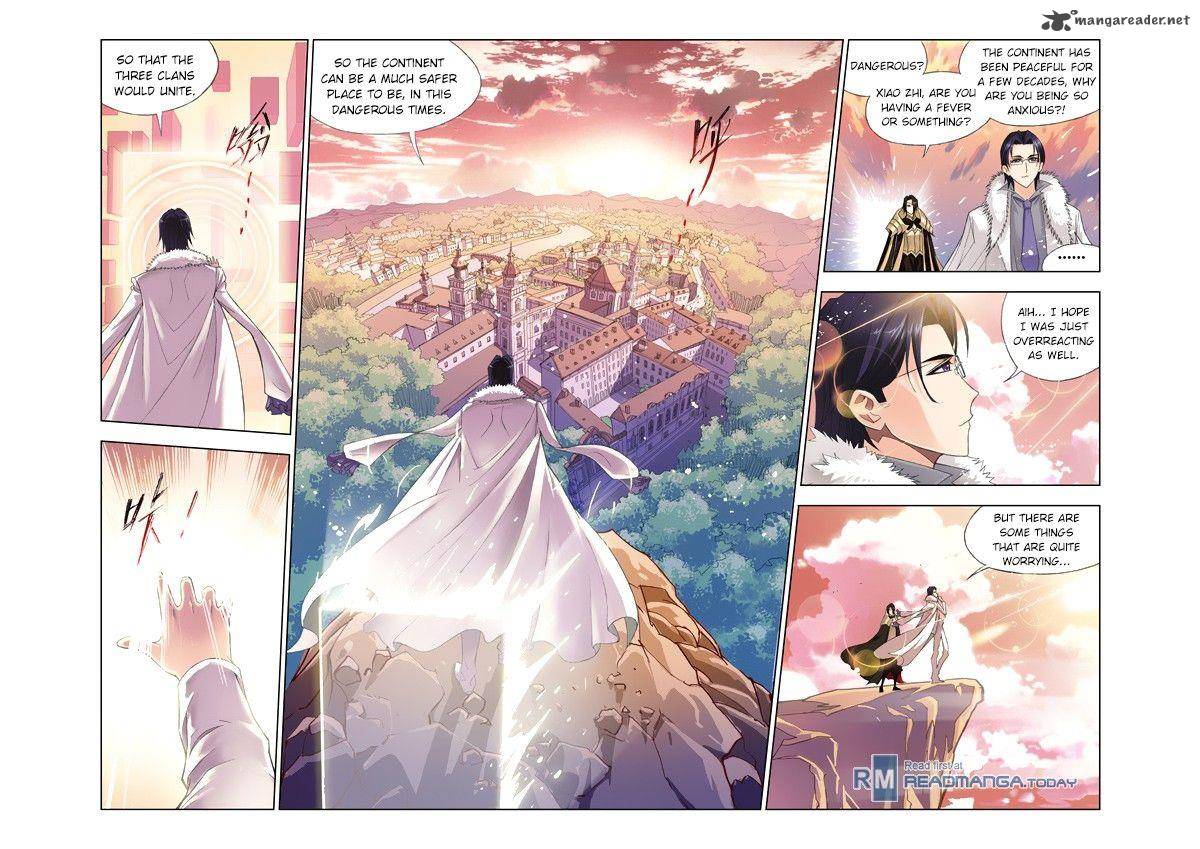 mangareader.net
SO THAT THE
THREE CLANS
WOULD UNITE.
嗡
SO THE CONTINENT
CAN BE A MUCH SAFER
PLACE TO BE, IN THIS
DANGEROUS TIMES.
呼
DANGEROUS?
XIAO ZHI, ARE YOU
HAVING A FEVER
OR SOMETHING?
THE CONTINENT HAS
BEEN PEACEFUL FOR
A FEW DECADES, WHY
ARE YOU BEING SO
ANXIOUS?!
......
AIH... I HOPE
I WAS JUST
OVERREACTING
AS WELL.
BUT THERE ARE
SOME THINGS
THAT ARE QUITE
WORRYING...
RM
Read first at
READMANGA.TODAY